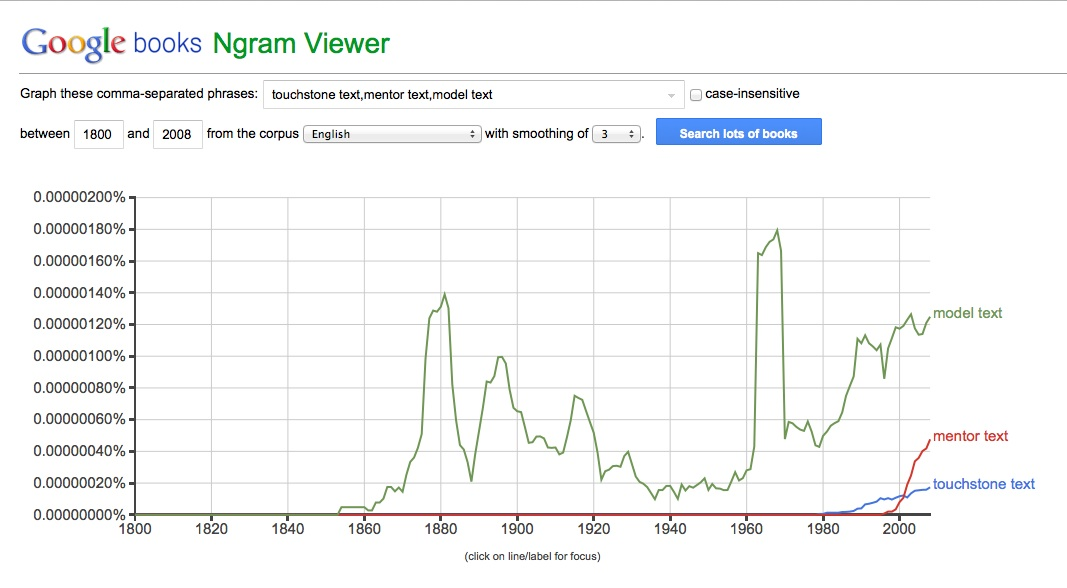 Google books Ngram Viewer
Graph these comma-separated phrases: touchstone text,mentor text,model text case-insensitive
between 1800 and 2008 from the corpus English with smoothing of 3 . Search lots of books
0.00000200%
0.00000180%
0.00000160%
0.00000140%
0.00000120%
0.00000100%
0.00000080%
0.00000060%
0.00000040%
0.00000020%
0.00000000%
model text
mentor text
touchstone text
1800 1820 1840 1860 1880 1900 1920 1940 1960 1980 2000
(click on line/label for focus)